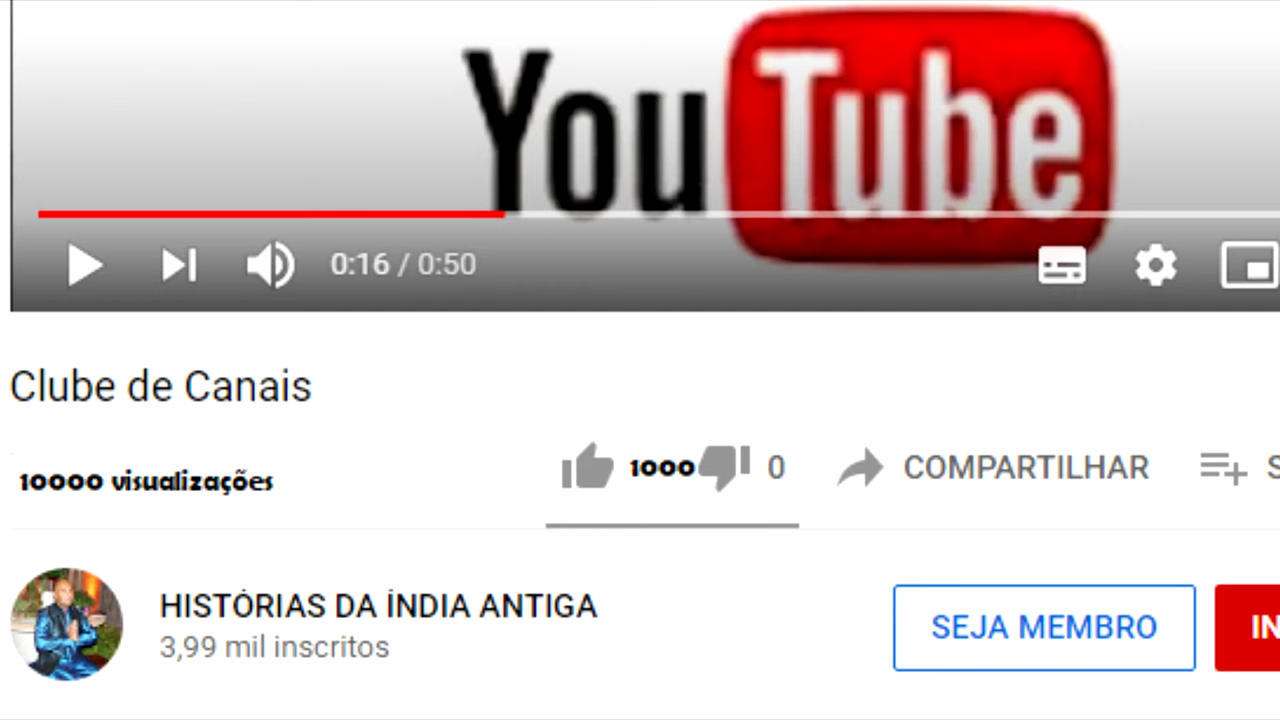 YouTube
0:16 / 0:50
Clube de Canais
10000 visualizações
1000 0 COMPARTILHAR S
HISTÓRIAS DA ÍNDIA ANTIGA
3,99 mil inscritos
SEJA MEMBRO
IN